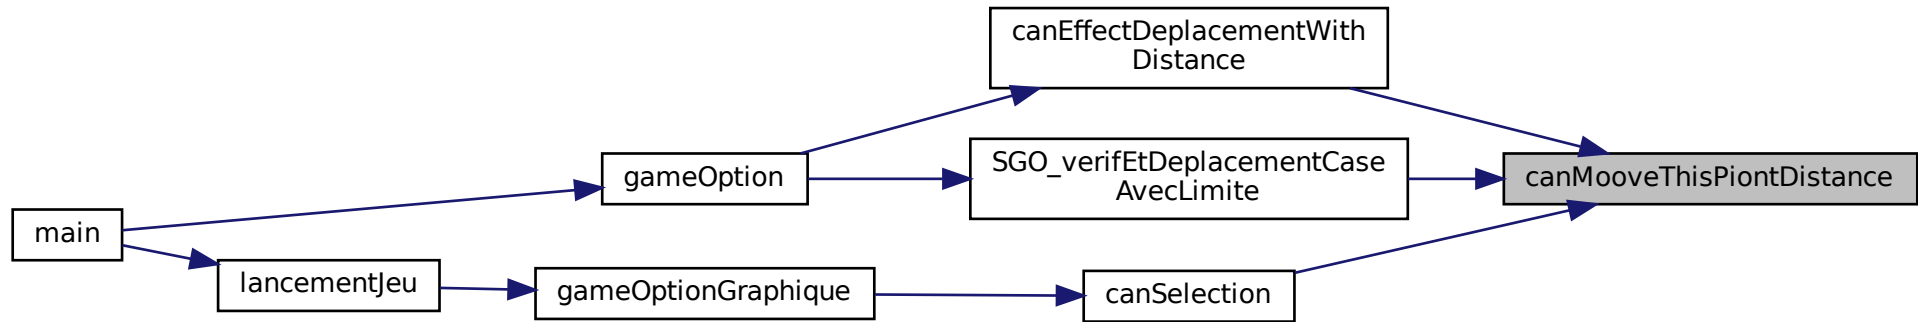 canEffectDeplacementWith
Distance
gameOption
SGO_verifEtDeplacementCase
AvecLimite
canMooveThisPiontDistance
main
lancementJeu
gameOptionGraphique
canSelection